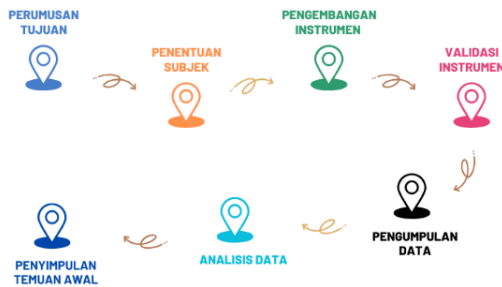 PERUMUSAN
TUJUAN
PENENTUAN
SUBJEK
PENGEMBANGAN
INSTRUMEN
VALIDASI
INSTRUMEN
PENGUMPULAN
DATA
ANALISIS DATA
PENYIMPULAN
TEMUAN AWAL